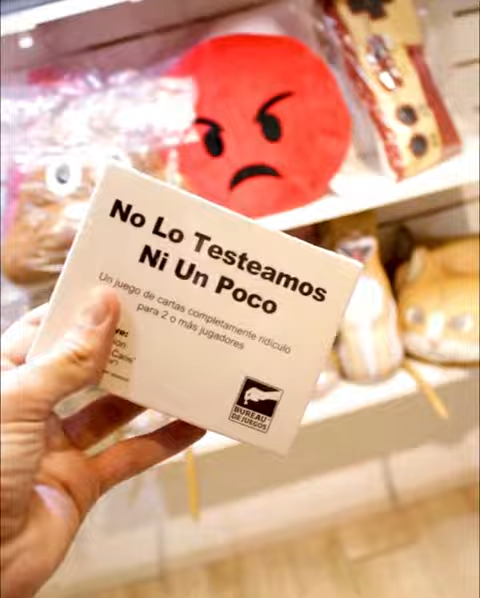 No Lo Testeamos
Ni Un Poco
Un juego de cartas completamente ridículo
para 2 o más jugadores
BUREAU
DE JUEGOS